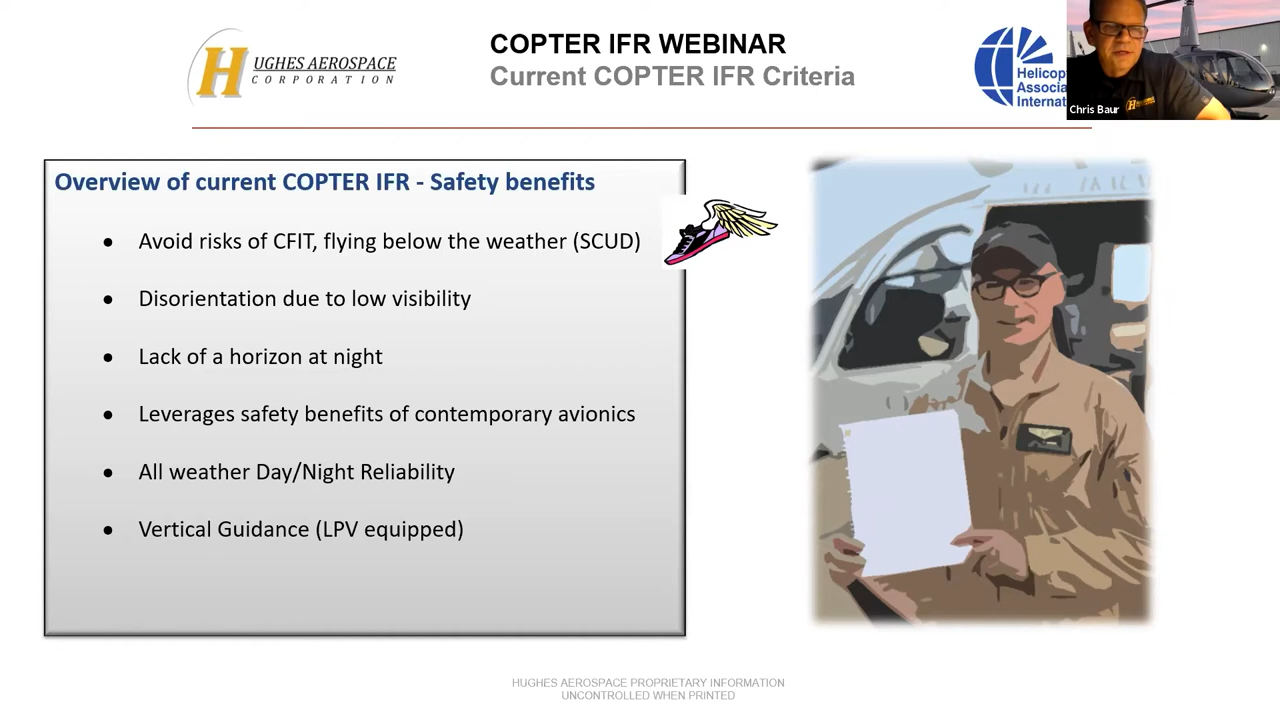 HUGHES AEROSPACE
CORPORATION
COPTER IFR WEBINAR
Current COPTER IFR Criteria
Helicop
Associa
Internat
Chris Baur
Overview of current COPTER IFR - Safety benefits
● Avoid risks of CFIT, flying below the weather (SCUD)
● Disorientation due to low visibility
● Lack of a horizon at night
● Leverages safety benefits of contemporary avionics
● All weather Day/Night Reliability
● Vertical Guidance (LPV equipped)
HUGHES AEROSPACE PROPRIETARY INFORMATION
UNCONTROLLED WHEN PRINTED